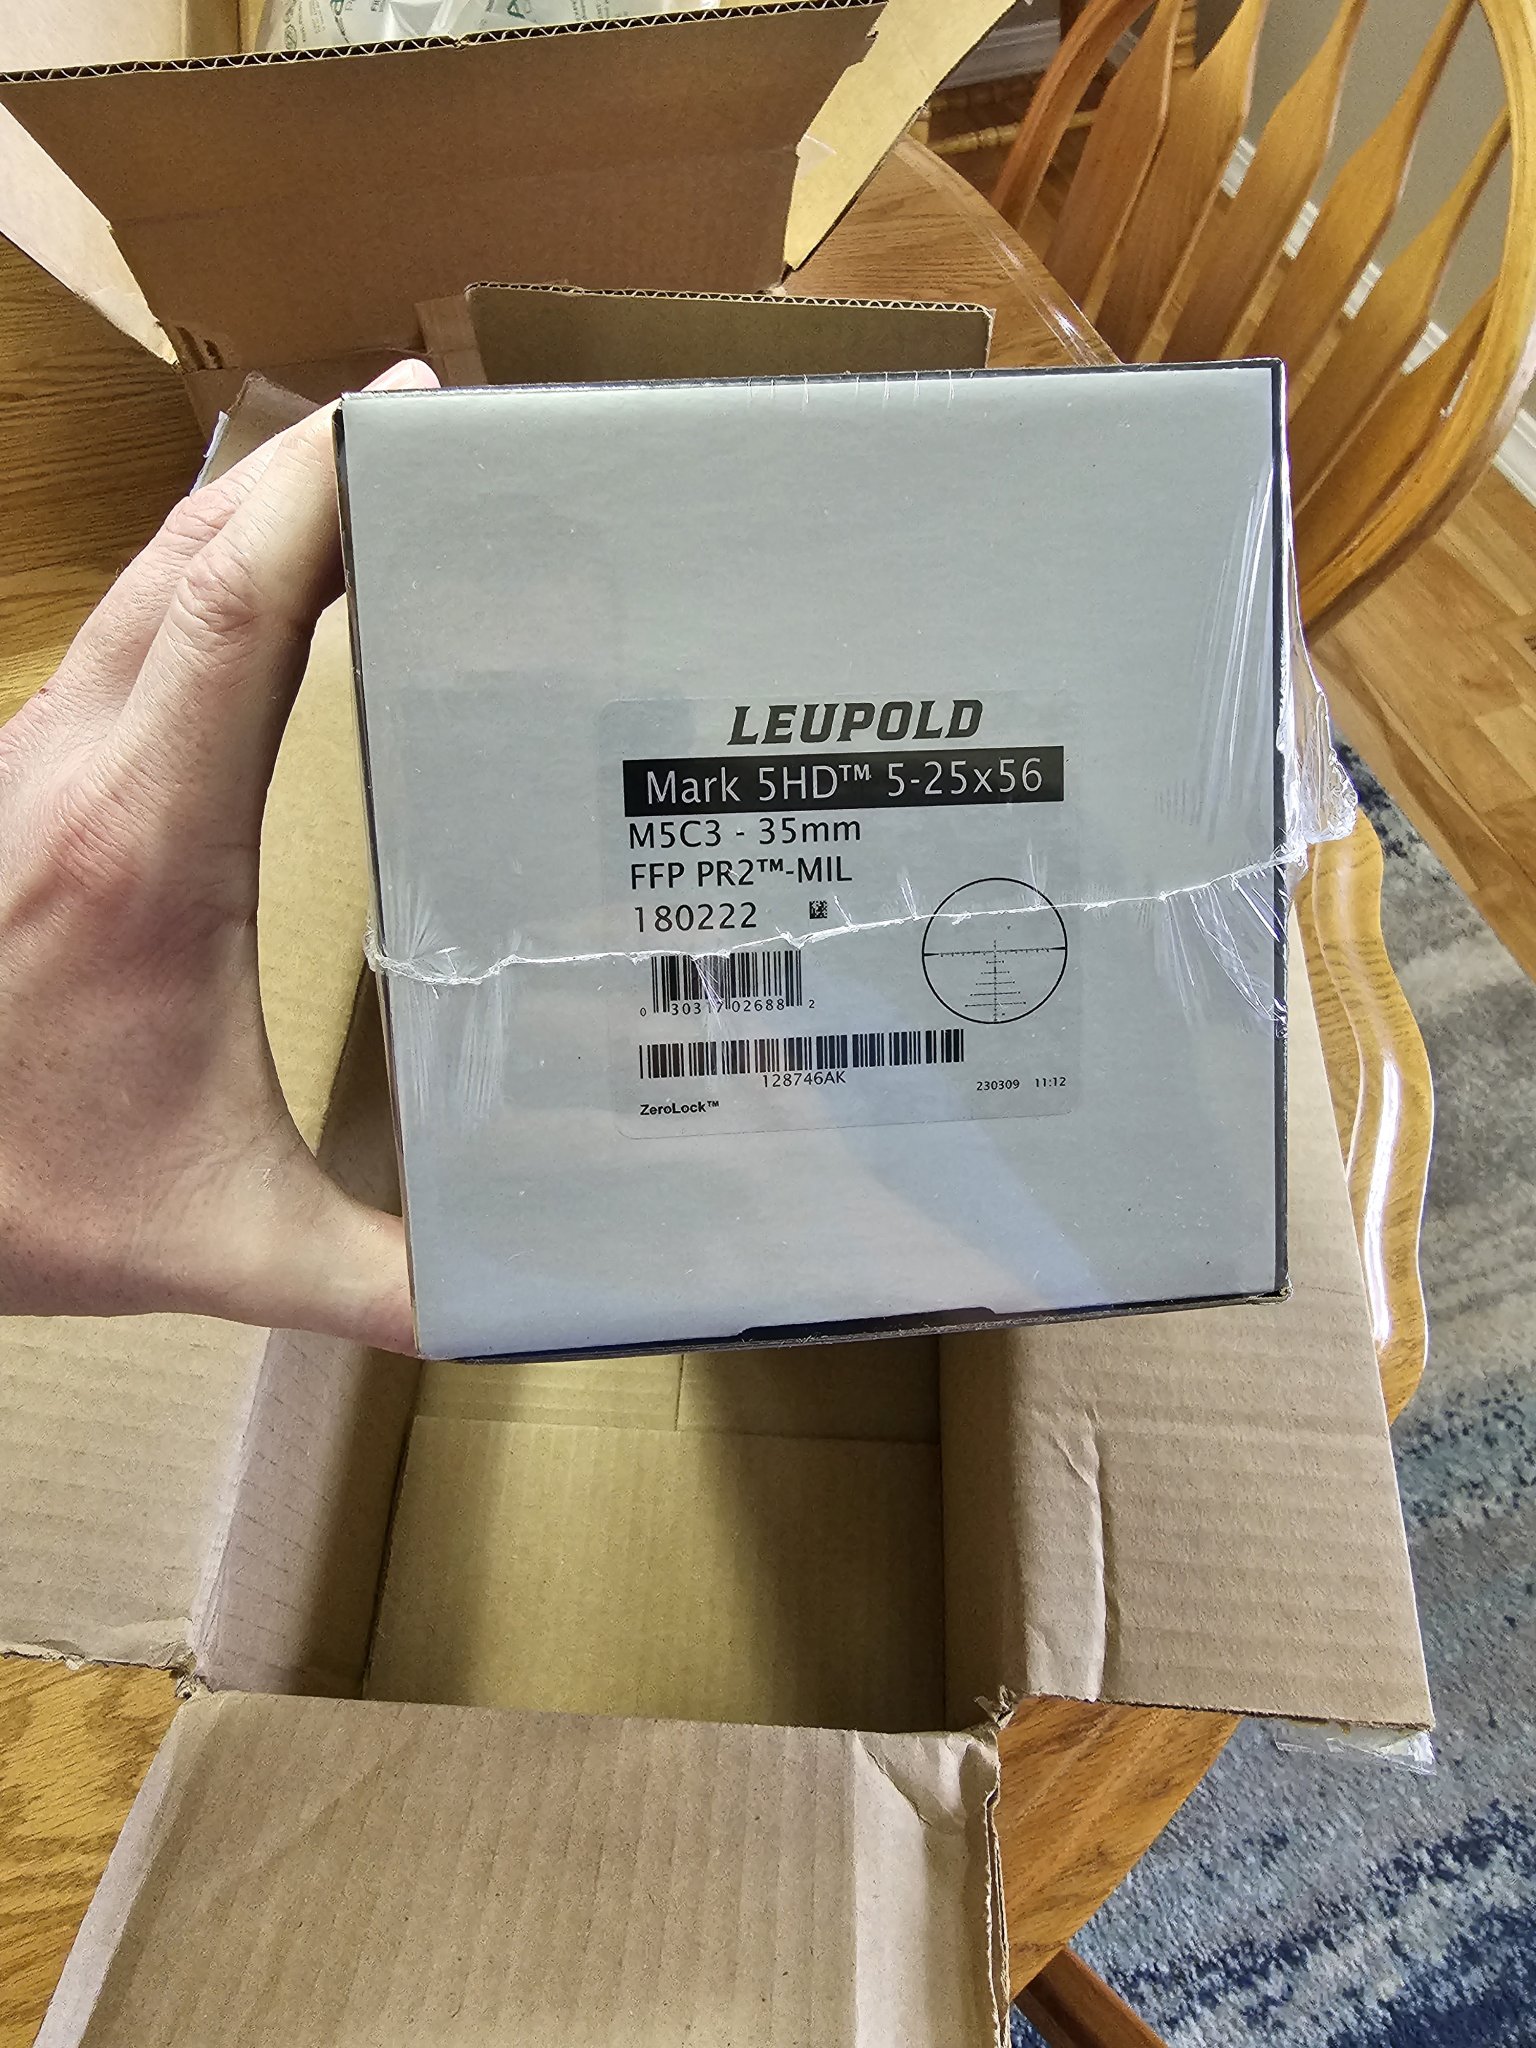 LEUPOLD
Mark 5HD™ 5-25x56
M5C3 - 35mm
FFP PR2™-MIL
180222
0 30317 02688 2
128746AK
230309 11:12
ZeroLock™